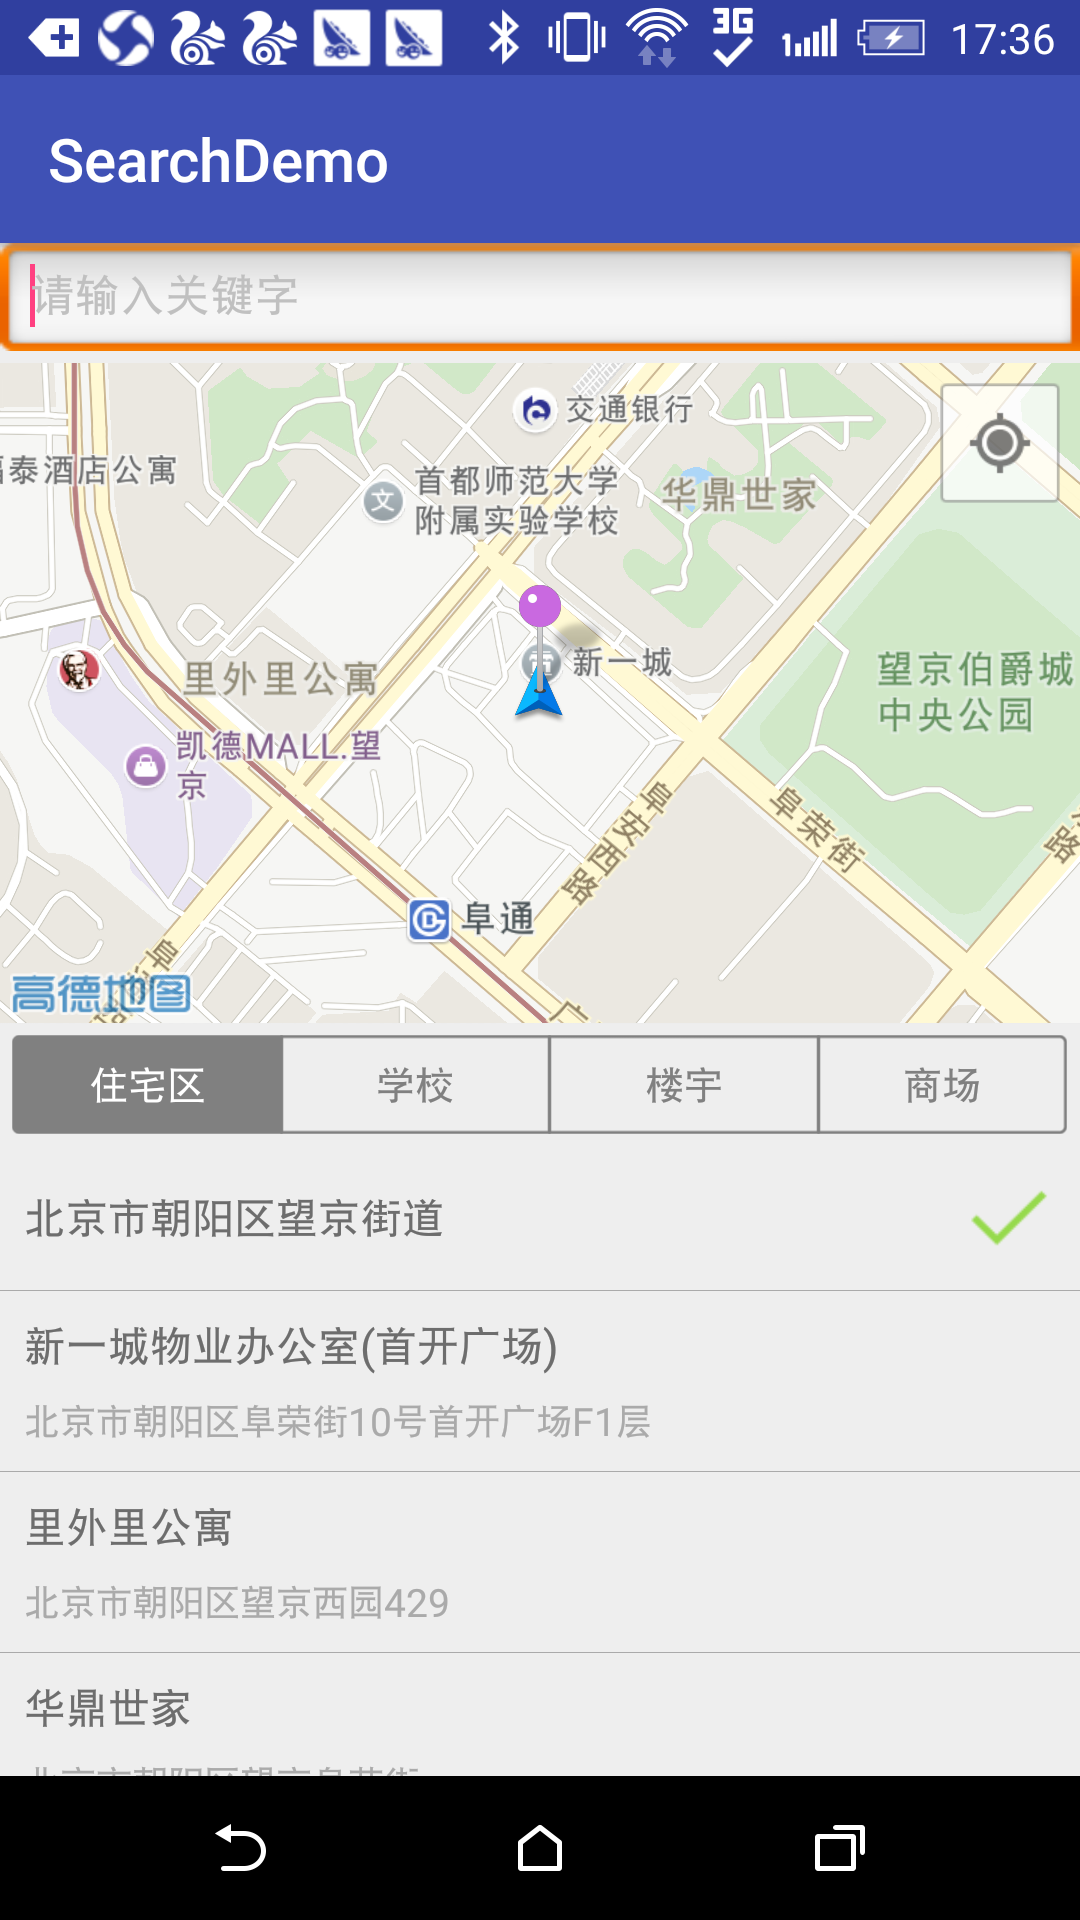 3G 17:36
SearchDemo
请输入关键字
交通银行
泰酒店公寓
首都师范大学
附属实验学校
文
华鼎世家
新一城
里外里公寓
望京伯爵城
中央公园
凯德MALL.望
京
阜安西路
阜荣街
路
阜通
阜
广
高德地图
住宅区 学校 楼宇 商场
北京市朝阳区望京街道
新一城物业办公室(首开广场)
北京市朝阳区阜荣街10号首开广场F1层
里外里公寓
北京市朝阳区望京西园429
华鼎世家